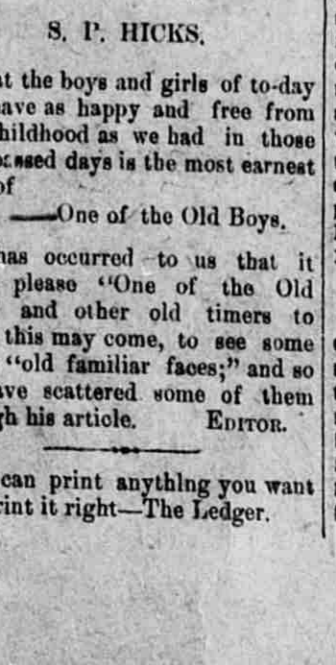 S. P. HICKS.
at the boys and girls of to-day
ave as happy and free from
hildhood as we had in those
essed days is the most earnest
of
—One of the Old Boys.
has occurred to us that it
please "One of the Old
and other old timers to
this may come, to see some
"old familiar faces;" and so
ave scattered some of them
gh his article. EDITOR.
can print anything you want
rint it right—The Ledger.